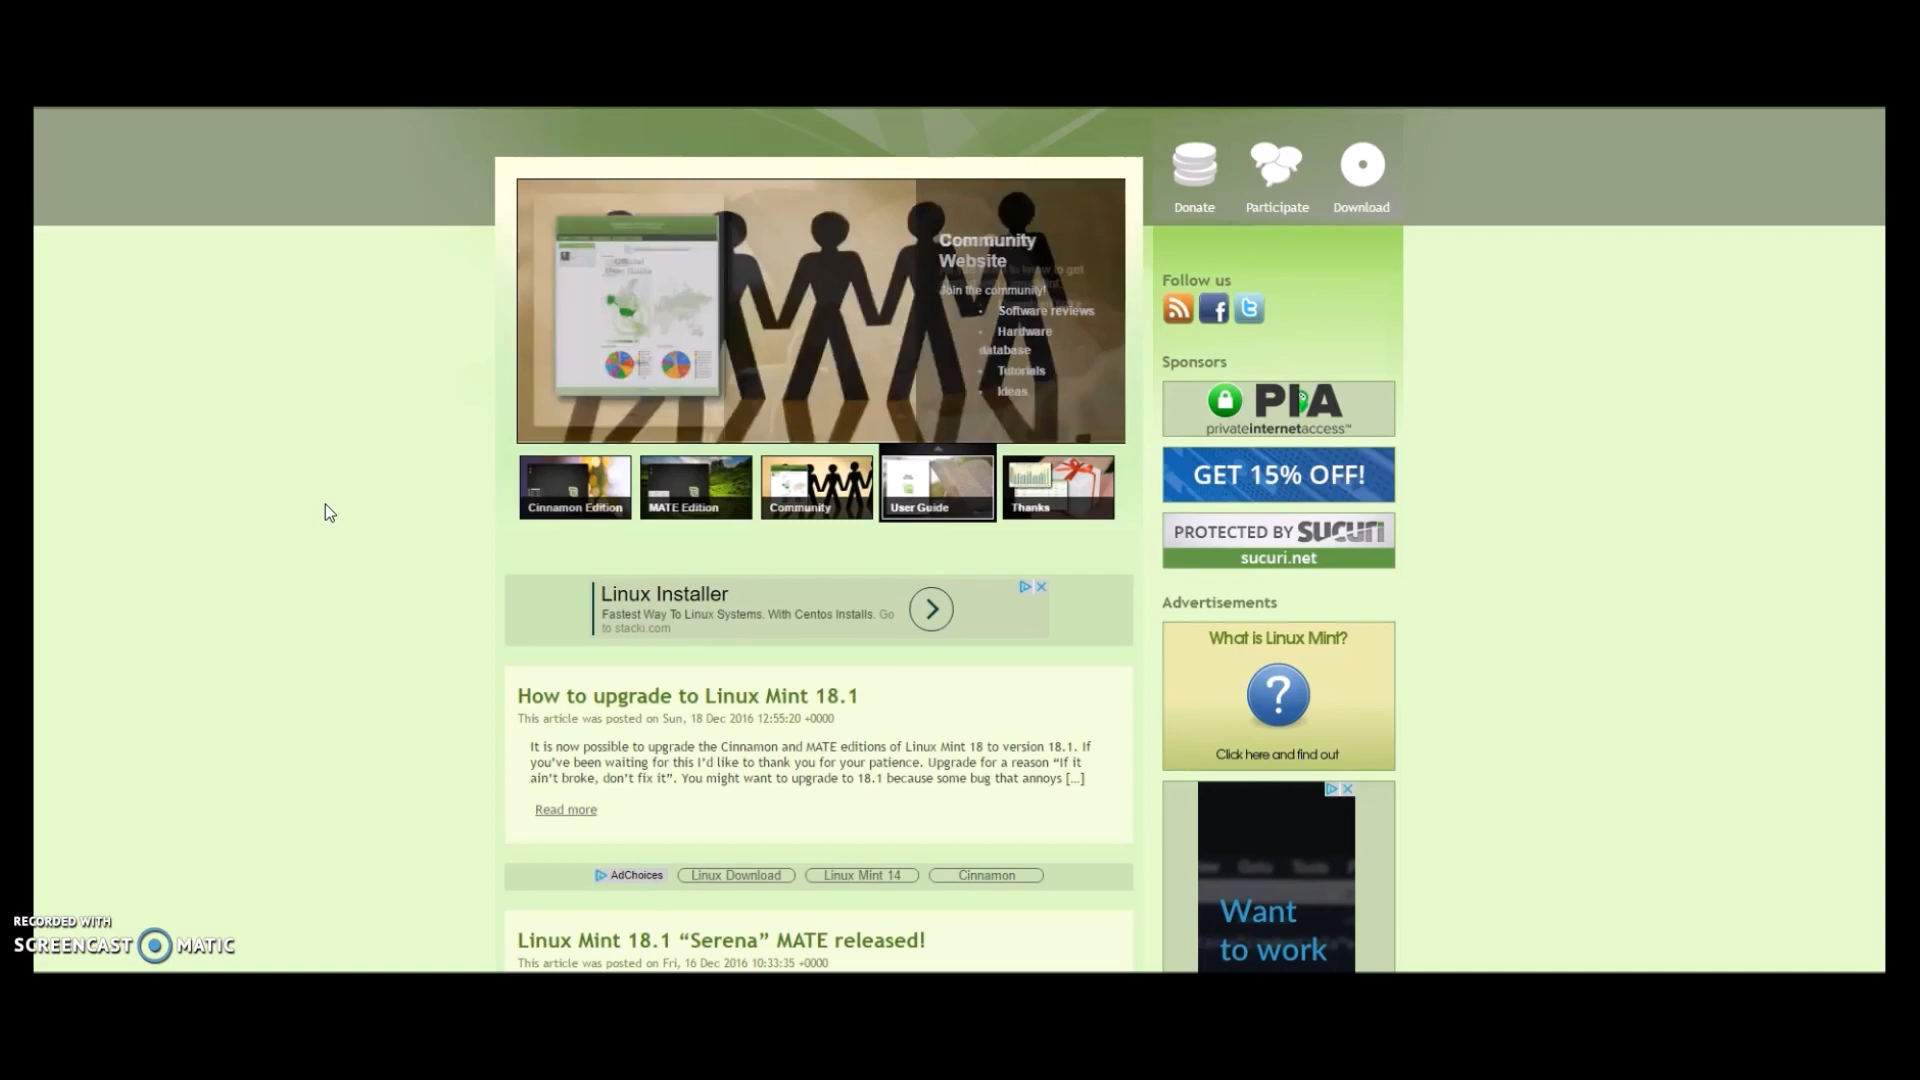 Donate
Participate
Download
Community
Website
Join the community!
Software reviews
Hardware
database
Tutorials
Ideas
User Guide
Cinnamon Edition
MATE Edition
Community
User Guide
Thanks
Follow us
Sponsors
PIA
privateinternetaccess™
GET 15% OFF!
PROTECTED BY SUCURI
sucuri.net
Advertisements
What is Linux Mint?
?
Click here and find out
Want
to work
Linux Installer
Fastest Way To Linux Systems. With Centos Installs. Go
to stacki.com
How to upgrade to Linux Mint 18.1
This article was posted on Sun, 18 Dec 2016 12:55:20 +0000
It is now possible to upgrade the Cinnamon and MATE editions of Linux Mint 18 to version 18.1. If
you’ve been waiting for this I’d like to thank you for your patience. Upgrade for a reason “If it
ain’t broke, don’t fix it”. You might want to upgrade to 18.1 because some bug that annoys […]
Read more
AdChoices
Linux Download
Linux Mint 14
Cinnamon
Linux Mint 18.1 “Serena” MATE released!
This article was posted on Fri, 16 Dec 2016 10:33:35 +0000
RECORDED WITH
SCREENCAST MATIC